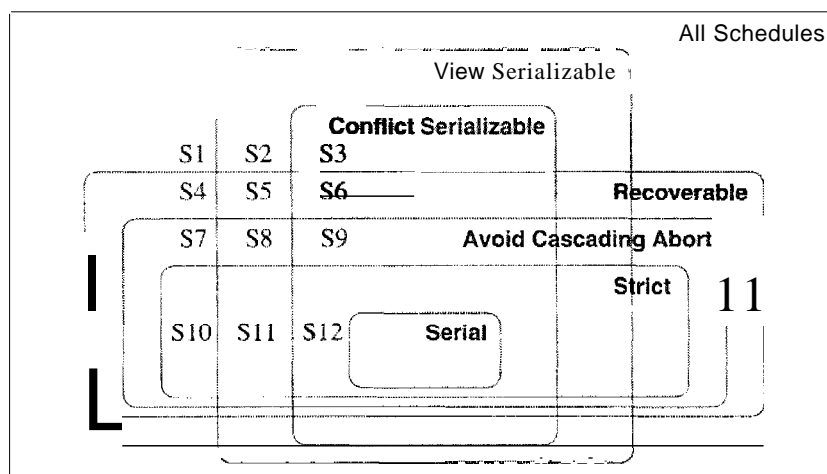 All Schedules
View Serializable
Conflict Serializable
S1 S2 S3
S4 S5 S6 Recoverable
S7 S8 S9 Avoid Cascading Abort
Strict
11
S10 S11 S12 Serial